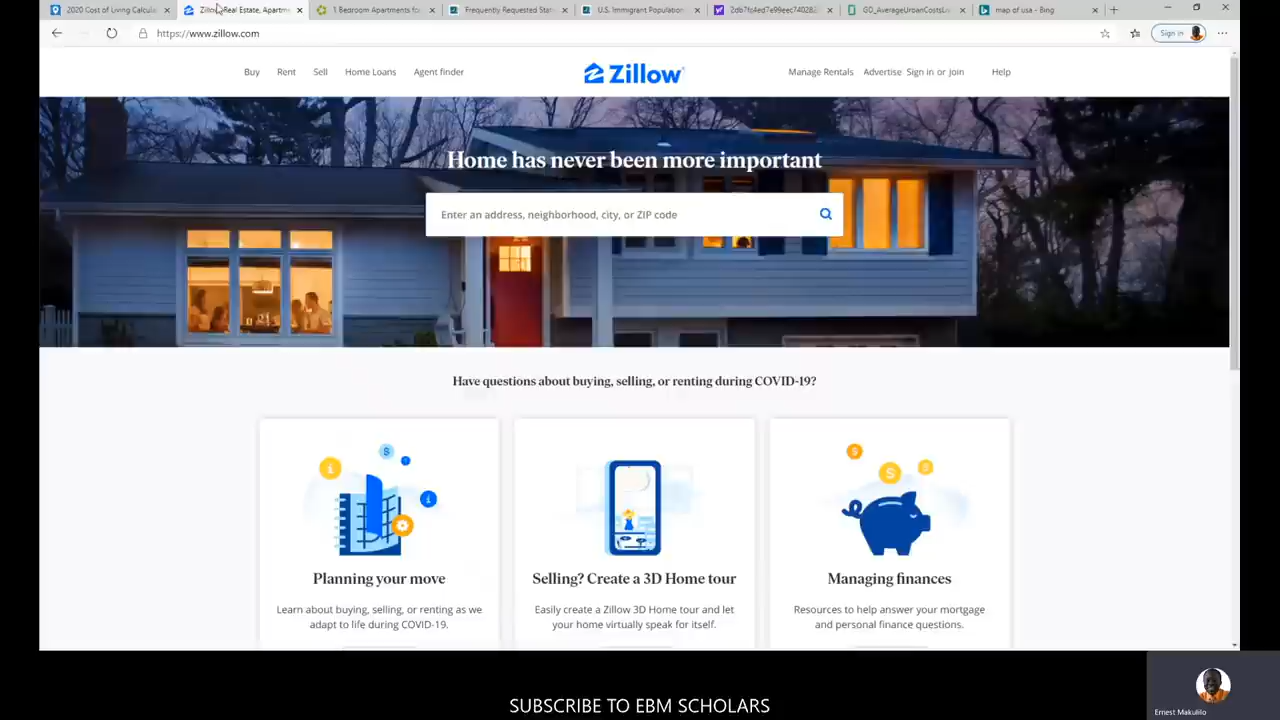 2020 Cost of Living Calcula
Zillow: Real Estate, Apartme
1 Bedroom Apartments for
Frequently Requested Stat
U.S. Immigrant Population
GO_AverageUrbanCostsLiv
map of usa - Bing
https://www.zillow.com
Sign in
Buy
Rent
Sell
Home Loans
Agent finder
Zillow
Manage Rentals
Advertise
Sign in or join
Help
Home has never been more important
Enter an address, neighborhood, city, or ZIP code
Have questions about buying, selling, or renting during COVID-19?
Planning your move
Learn about buying, selling, or renting as we
adapt to life during COVID-19.
Selling? Create a 3D Home tour
Easily create a Zillow 3D Home tour and let
your home virtually speak for itself.
Managing finances
Resources to help answer your mortgage
and personal finance questions.
SUBSCRIBE TO EBM SCHOLARS
Ernest Makulilo